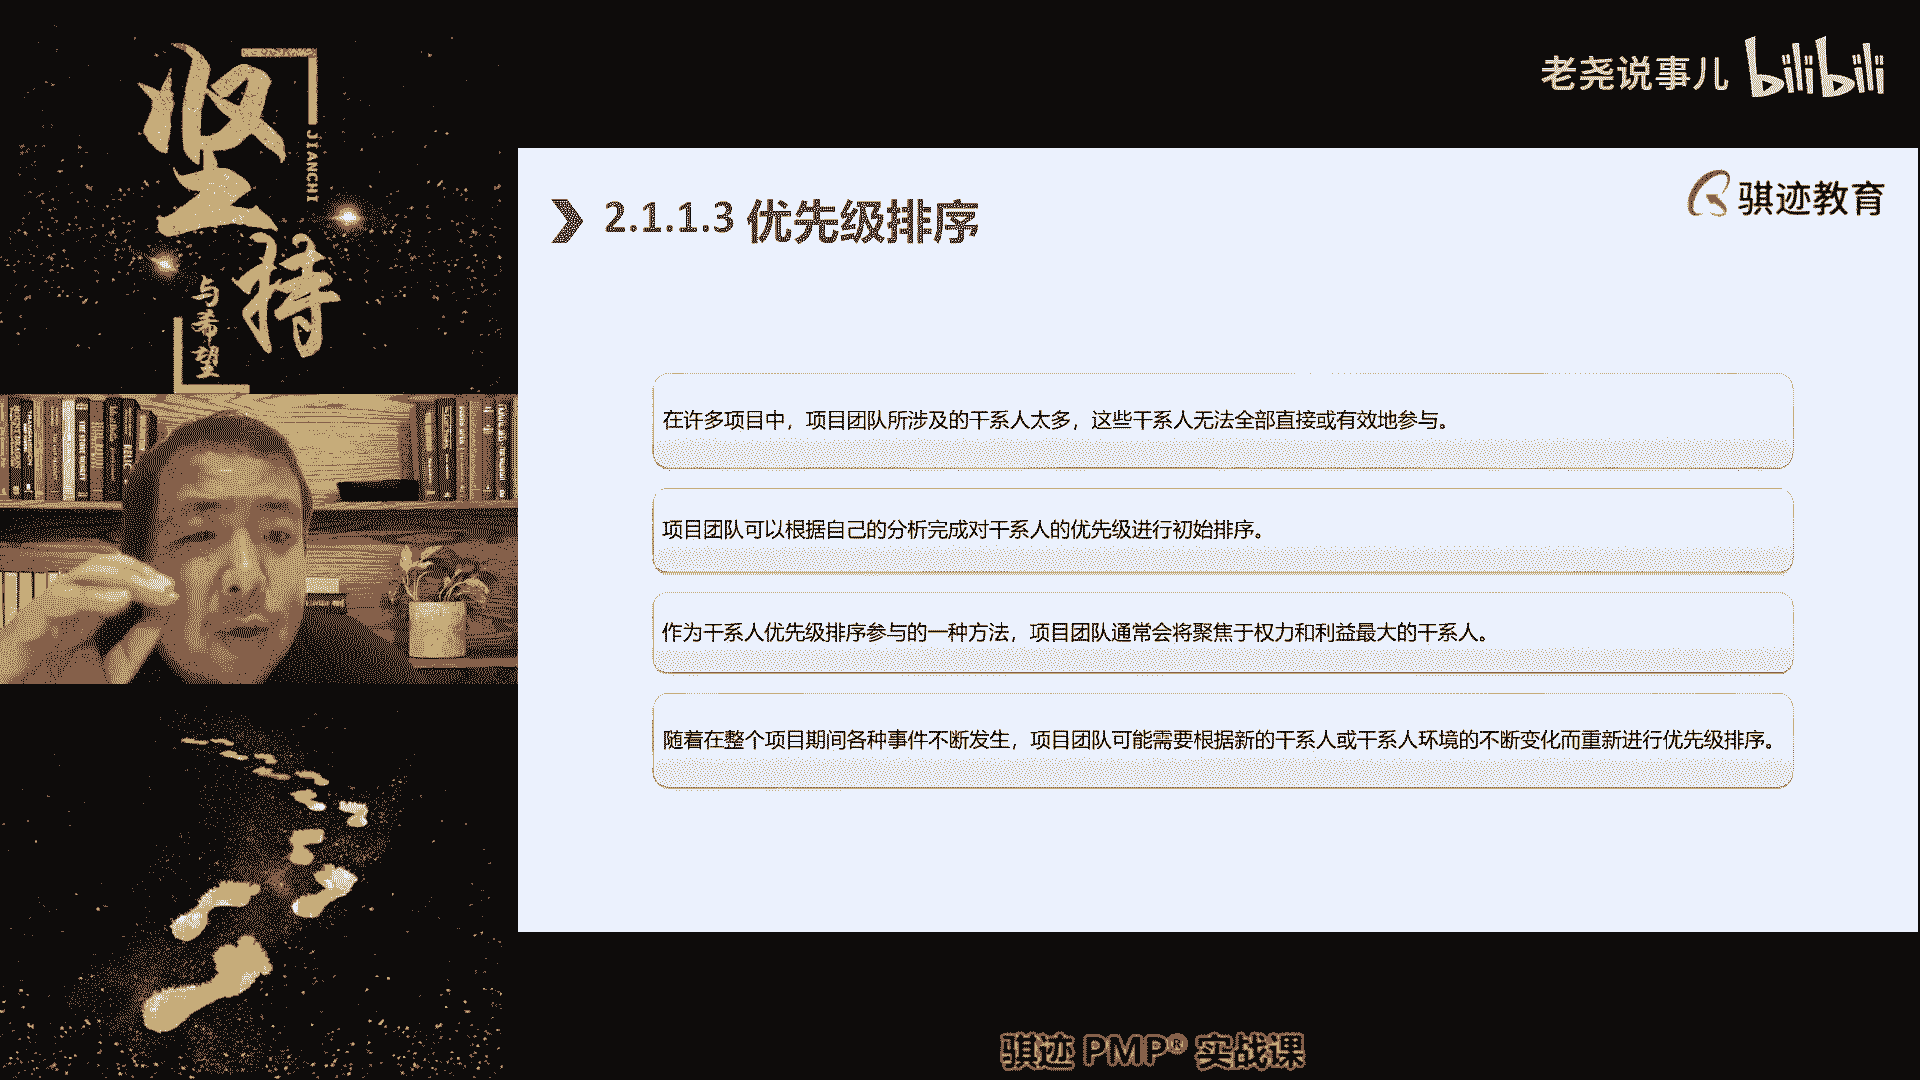 坚持
JIANCHI
与希望
老尧说事儿 bilibili
骐迹教育
2.1.1.3 优先级排序
在许多项目中，项目团队所涉及的干系人太多，这些干系人无法全部直接或有效地参与。
项目团队可以根据自己的分析完成对干系人的优先级进行初始排序。
作为干系人优先级排序参与的一种方法，项目团队通常会将聚焦于权力和利益最大的干系人。
随着在整个项目期间各种事件不断发生，项目团队可能需要根据新的干系人或干系人环境的不断变化而重新进行优先级排序。
骐迹 PMP® 实战课